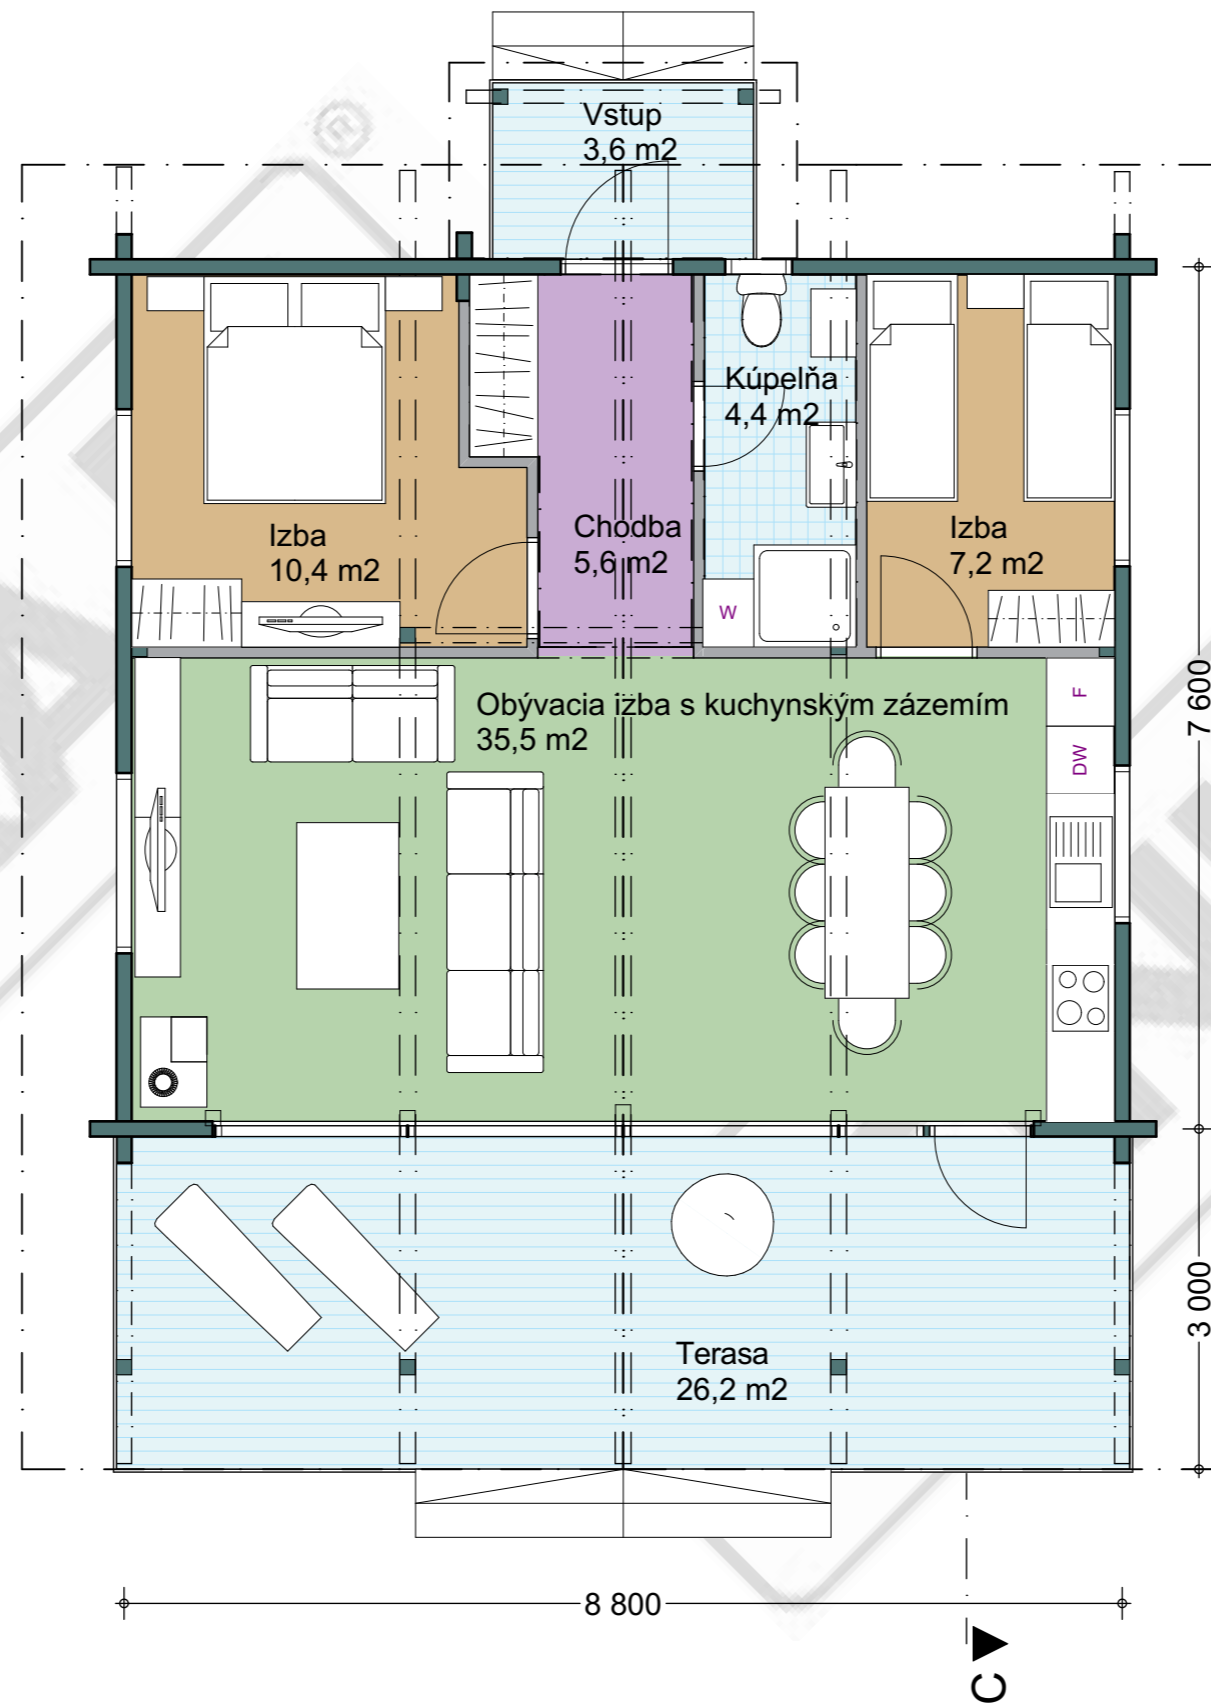 Vstup
3,6 m2
®
Kúpelňa
4,4 m2
Izba
10,4 m2
Chodba
5,6 m2
Izba
7,2 m2
W
Obývacia izba s kuchynským zázemím
35,5 m2
F
DW
7 600
3 000
Terasa
26,2 m2
8 800
C